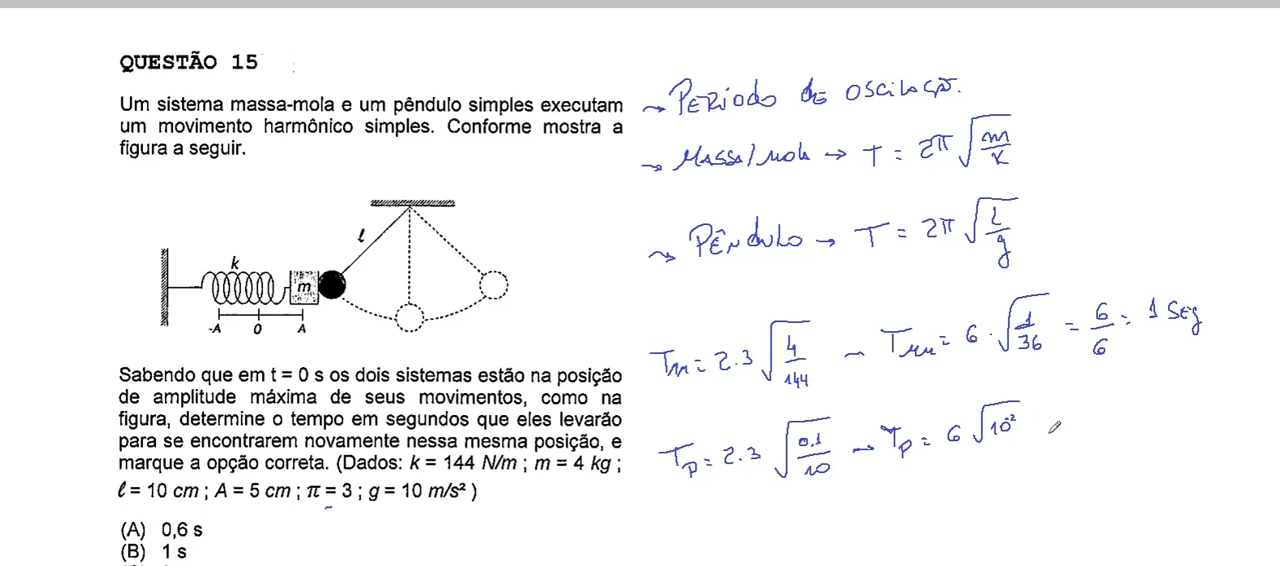 QUESTÃO 15
Um sistema massa-mola e um pêndulo simples executam
um movimento harmônico simples. Conforme mostra a
figura a seguir.
ℓ
k
m
-A 0 A
Sabendo que em t = 0 s os dois sistemas estão na posição
de amplitude máxima de seus movimentos, como na
figura, determine o tempo em segundos que eles levarão
para se encontrarem novamente nessa mesma posição, e
marque a opção correta. (Dados: k = 144 N/m ; m = 4 kg ;
ℓ = 10 cm ; A = 5 cm ; π = 3 ; g = 10 m/s² )
(A) 0,6 s
(B) 1 s
→ PERIODO DE OSCILAÇÃO.
→ MASSA/MOLA → T = 2π √(m/K)
→ PÊNDULO → T = 2π √(L/g)
Tm = 2.3 √(4/144) → Tm = 6 . √(1/36) = 6/6 = 1 SEG
Tp = 2.3 √(0,1/10) → Tp = 6 √10⁻²